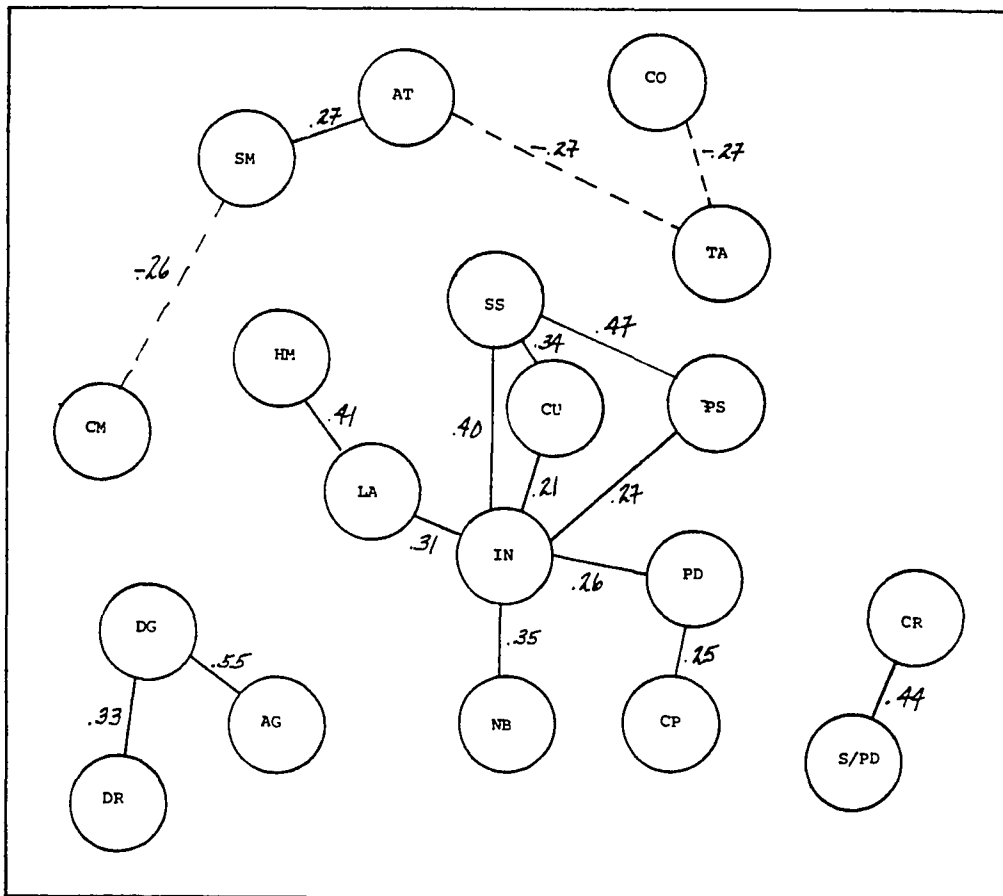 CO
AT
.27
SM
-.27
-.27
TA
-.26
SS
.47
.34
HM
CU
PS
CM
.41
.40
LA
.21
.27
.31
IN
PD
.26
DG
.35
CR
.55
.25
.33
AG
NB
CP
.44
S/PD
DR